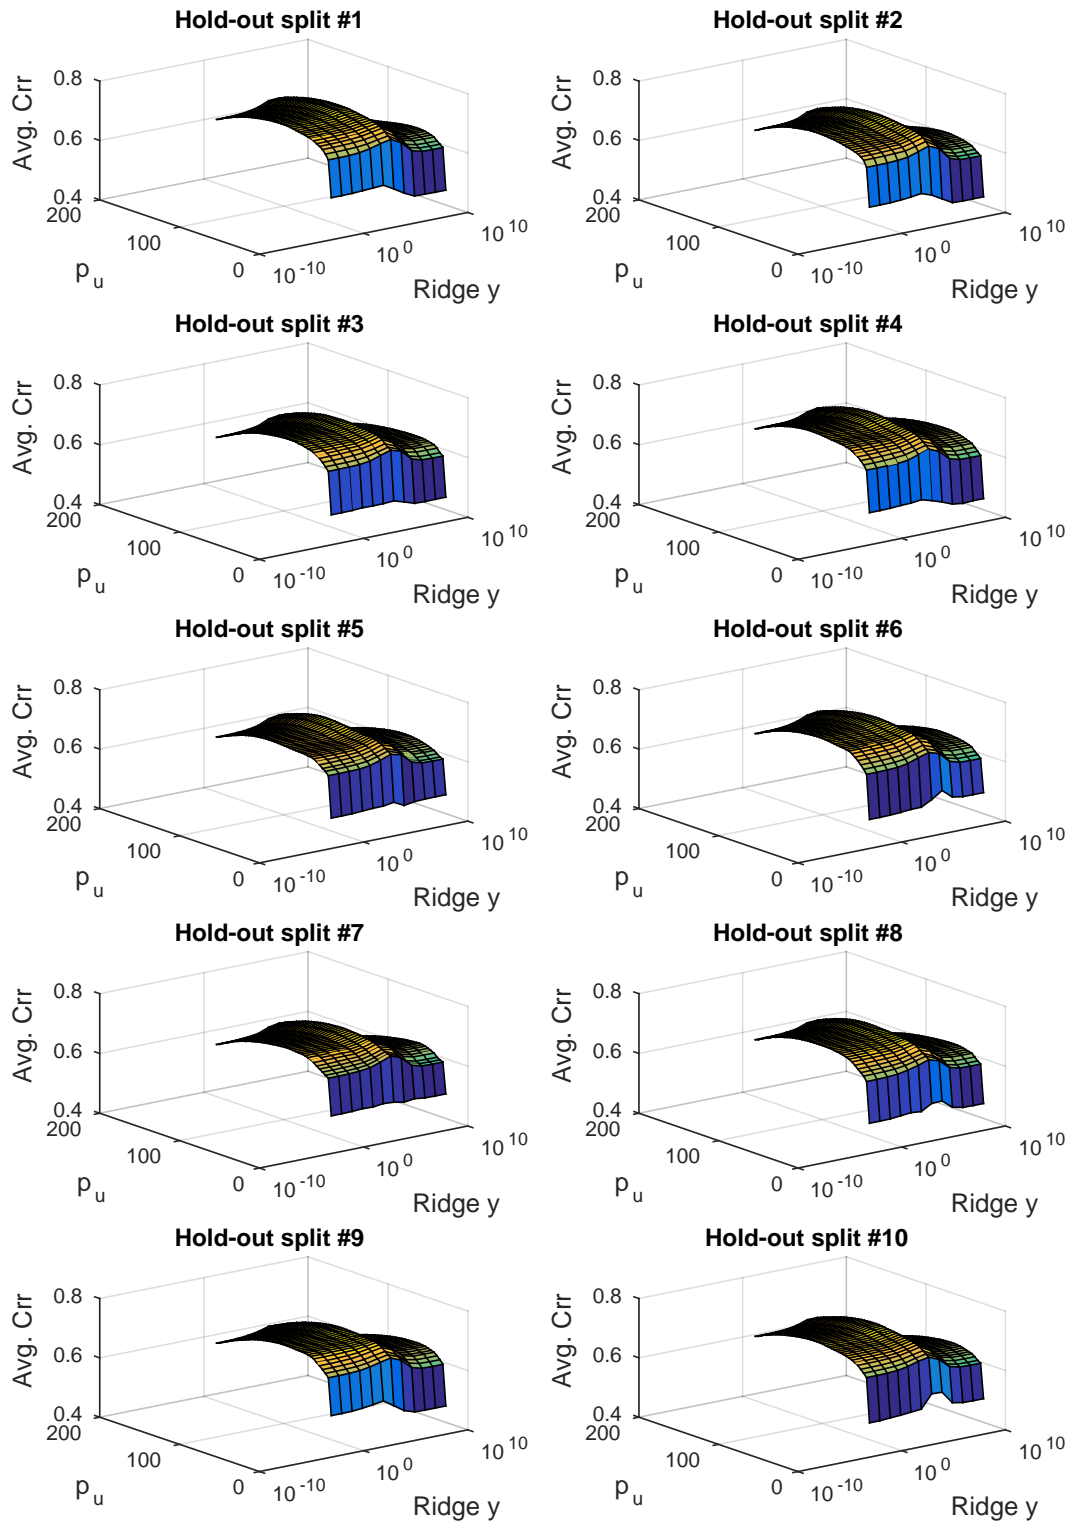 Hold-out split #1
Avg. Crr
0.8
0.6
0.4
200
100
0
p u
10 -10
10 0
10 10
Ridge y
Hold-out split #2
Avg. Crr
0.8
0.6
0.4
200
100
0
p u
10 -10
10 0
10 10
Ridge y
Hold-out split #3
Avg. Crr
0.8
0.6
0.4
200
100
0
p u
10 -10
10 0
10 10
Ridge y
Hold-out split #4
Avg. Crr
0.8
0.6
0.4
200
100
0
p u
10 -10
10 0
10 10
Ridge y
Hold-out split #5
Avg. Crr
0.8
0.6
0.4
200
100
0
p u
10 -10
10 0
10 10
Ridge y
Hold-out split #6
Avg. Crr
0.8
0.6
0.4
200
100
0
p u
10 -10
10 0
10 10
Ridge y
Hold-out split #7
Avg. Crr
0.8
0.6
0.4
200
100
0
p u
10 -10
10 0
10 10
Ridge y
Hold-out split #8
Avg. Crr
0.8
0.6
0.4
200
100
0
p u
10 -10
10 0
10 10
Ridge y
Hold-out split #9
Avg. Crr
0.8
0.6
0.4
200
100
0
p u
10 -10
10 0
10 10
Ridge y
Hold-out split #10
Avg. Crr
0.8
0.6
0.4
200
100
0
p u
10 -10
10 0
10 10
Ridge y